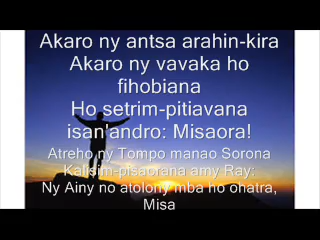 Akaro ny antsa arahin-kira
Akaro ny vavaka ho
fihobiana
Ho setrim-pitiavana
isan'andro: Misaora!
Atreho ny Tompo manao Sorona
Kalisim-pisaorana amy Ray:
Ny Ainy no atolony mba ho ohatra,
Misa